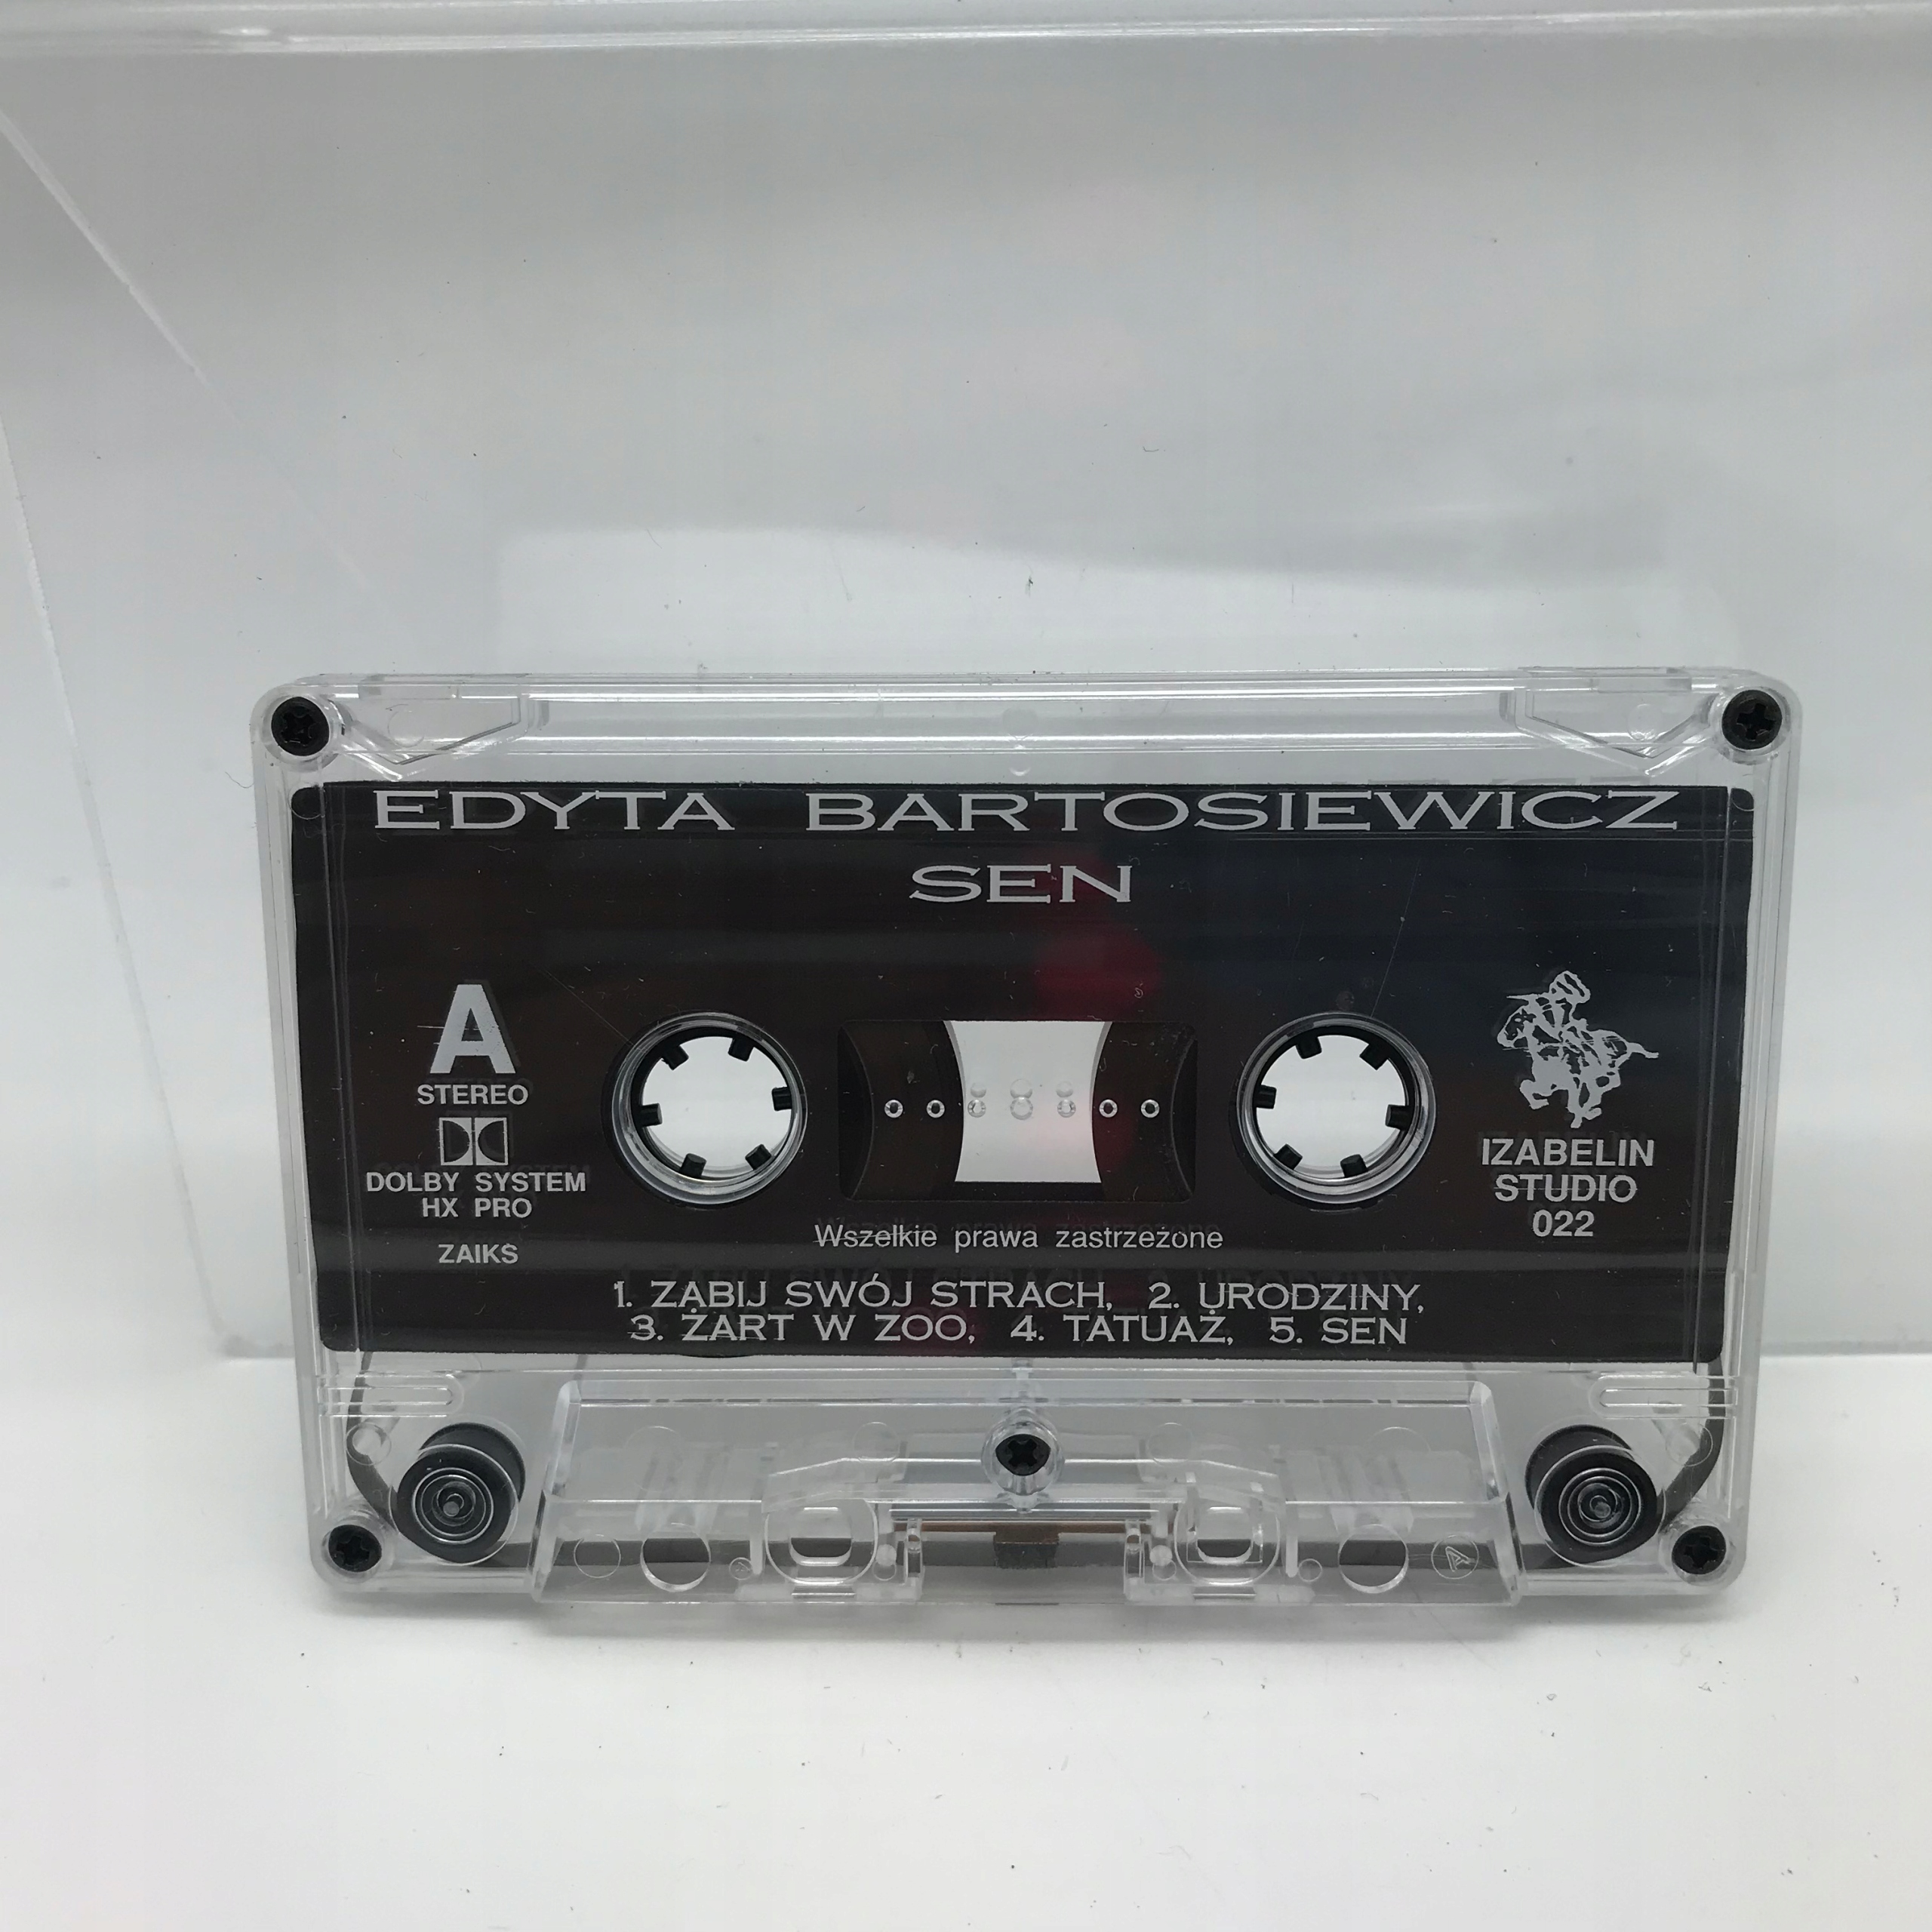 EDYTA BARTOSIEWICZ
SEN
A
STEREO
DOLBY SYSTEM
HX PRO
ZAIKS
IZABELIN
STUDIO
022
Wszelkie prawa zastrzeżone
1. ZABIJ SWÓJ STRACH, 2. URODZINY,
3. ŻART W ZOO, 4. TATUAŻ, 5. SEN
A